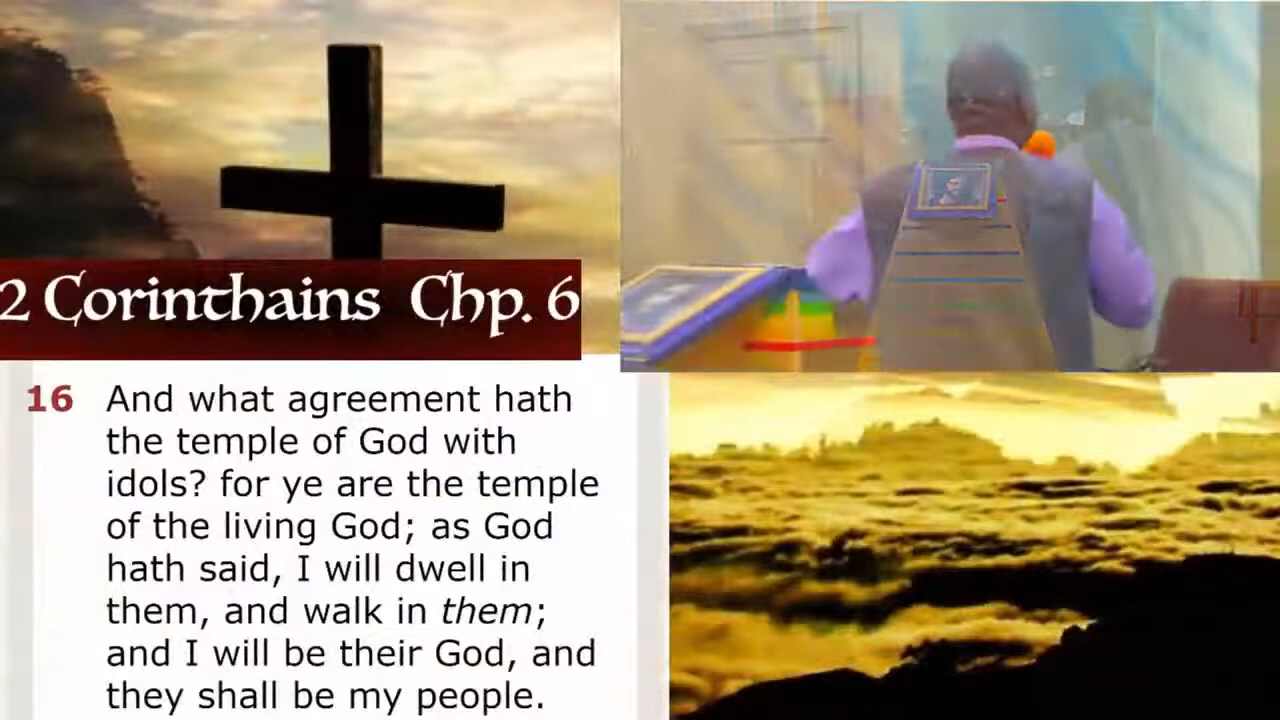 2 Corinthains Chp. 6
16 And what agreement hath
the temple of God with
idols? for ye are the temple
of the living God; as God
hath said, I will dwell in
them, and walk in them;
and I will be their God, and
they shall be my people.